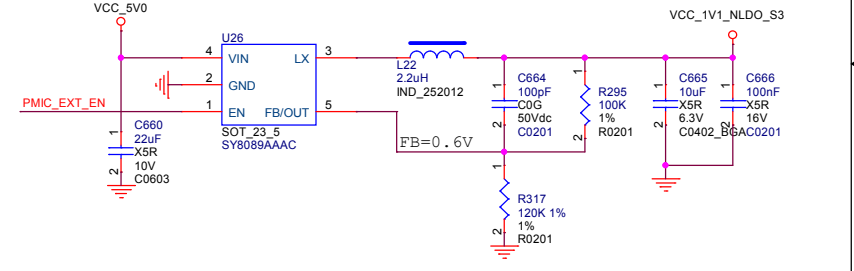 VCC_5V0
VCC_1V1_NLDO_S3
U26
4 VIN LX 3
2 GND
1 EN FB/OUT 5
SOT_23_5
SY8089AAAC
PMIC_EXT_EN
1
C660
22uF
X5R
10V
C0603
2
L22
2.2uH
IND_252012
FB=0.6V
1
C664
100pF
C0G
50Vdc
C0201
2
1
R295
100K
1%
R0201
2
1
C665
10uF
X5R
6.3V
C0402_BGA
2
1
C666
100nF
X5R
16V
C0201
2
1
R317
120K 1%
1%
R0201
2